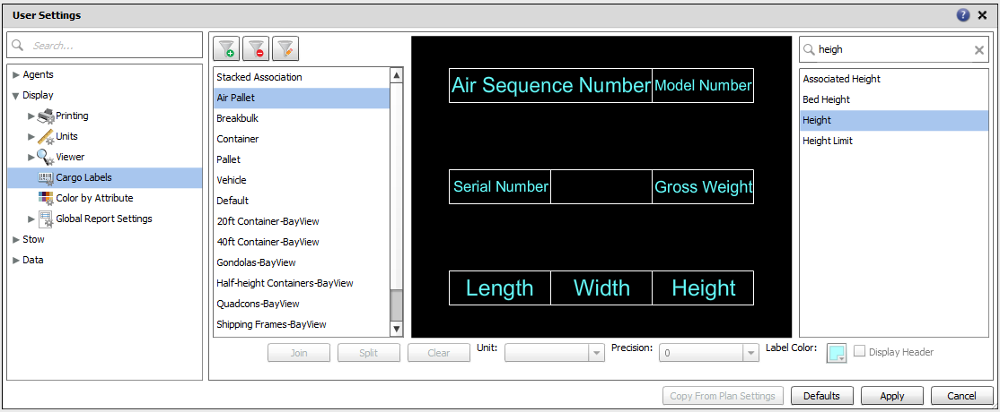 User Settings
Search...
Agents
Display
Printing
Units
Viewer
Cargo Labels
Color by Attribute
Global Report Settings
Stow
Data
Stacked Association
Air Pallet
Breakbulk
Container
Pallet
Vehicle
Default
20ft Container-BayView
40ft Container-BayView
Gondolas-BayView
Half-height Containers-BayView
Quadcons-BayView
Shipping Frames-BayView
Air Sequence Number Model Number
Serial Number Gross Weight
Length Width Height
heigh
Associated Height
Bed Height
Height
Height Limit
Join Split Clear Unit: Precision: 0 Label Color: Display Header
Copy From Plan Settings Defaults Apply Cancel